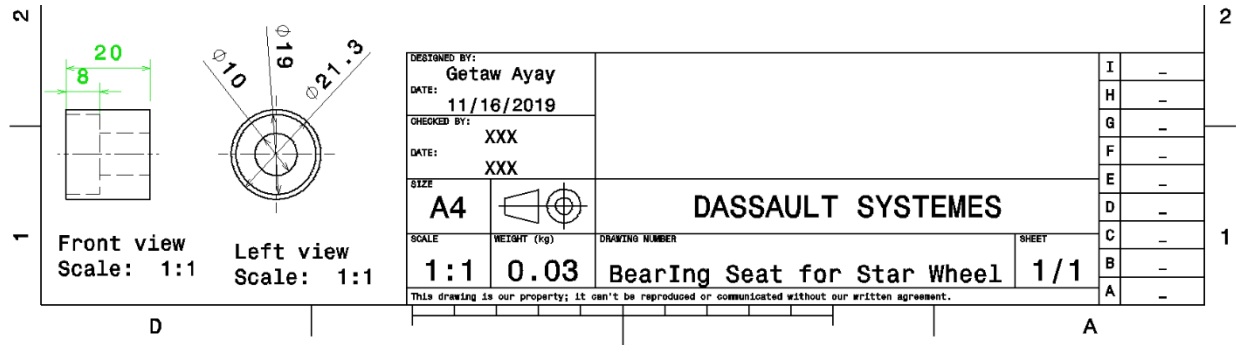 2
2
20
8
⌀10
⌀19
⌀21.3
Front view
Scale: 1:1
Left view
Scale: 1:1
DESIGNED BY:
Getaw Ayay
DATE:
11/16/2019
CHECKED BY:
XXX
DATE:
XXX
SIZE
A4
DASSAULT SYSTEMES
SCALE
1:1
WEIGHT (kg)
0.03
DRAWING NUMBER
BearIng Seat for Star Wheel
SHEET
1/1
This drawing is our property; it can't be reproduced or communicated without our written agreement.
I _
H _
G _
F _
E _
D _
C _
B _
A _
1
1
D
A